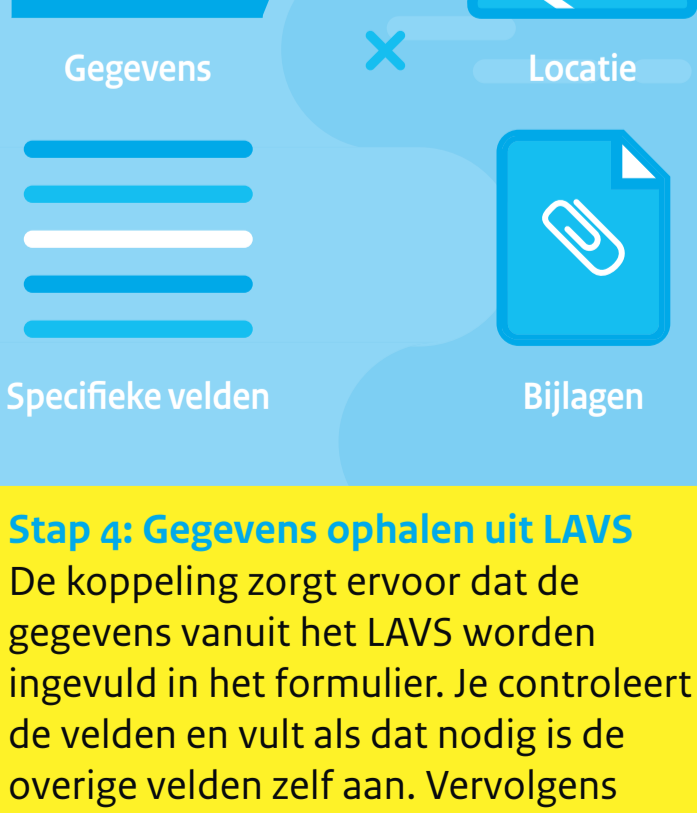 Gegevens
Locatie
Specifieke velden
Bijlagen
Stap 4: Gegevens ophalen uit LAVS
De koppeling zorgt ervoor dat de
gegevens vanuit het LAVS worden
ingevuld in het formulier. Je controleert
de velden en vult als dat nodig is de
overige velden zelf aan. Vervolgens